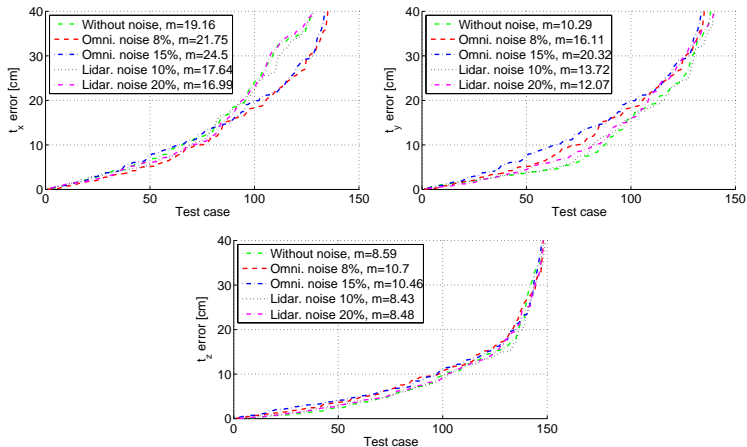 40
30
20
10
0
t_x error [cm]
Without noise, m=19.16
Omni. noise 8%, m=21.75
Omni. noise 15%, m=24.5
Lidar. noise 10%, m=17.64
Lidar. noise 20%, m=16.99
0 50 100 150
Test case
40
30
20
10
0
t_y error [cm]
Without noise, m=10.29
Omni. noise 8%, m=16.11
Omni. noise 15%, m=20.32
Lidar. noise 10%, m=13.72
Lidar. noise 20%, m=12.07
0 50 100 150
Test case
40
30
20
10
0
t_z error [cm]
Without noise, m=8.59
Omni. noise 8%, m=10.7
Omni. noise 15%, m=10.46
Lidar. noise 10%, m=8.43
Lidar. noise 20%, m=8.48
0 50 100 150
Test case